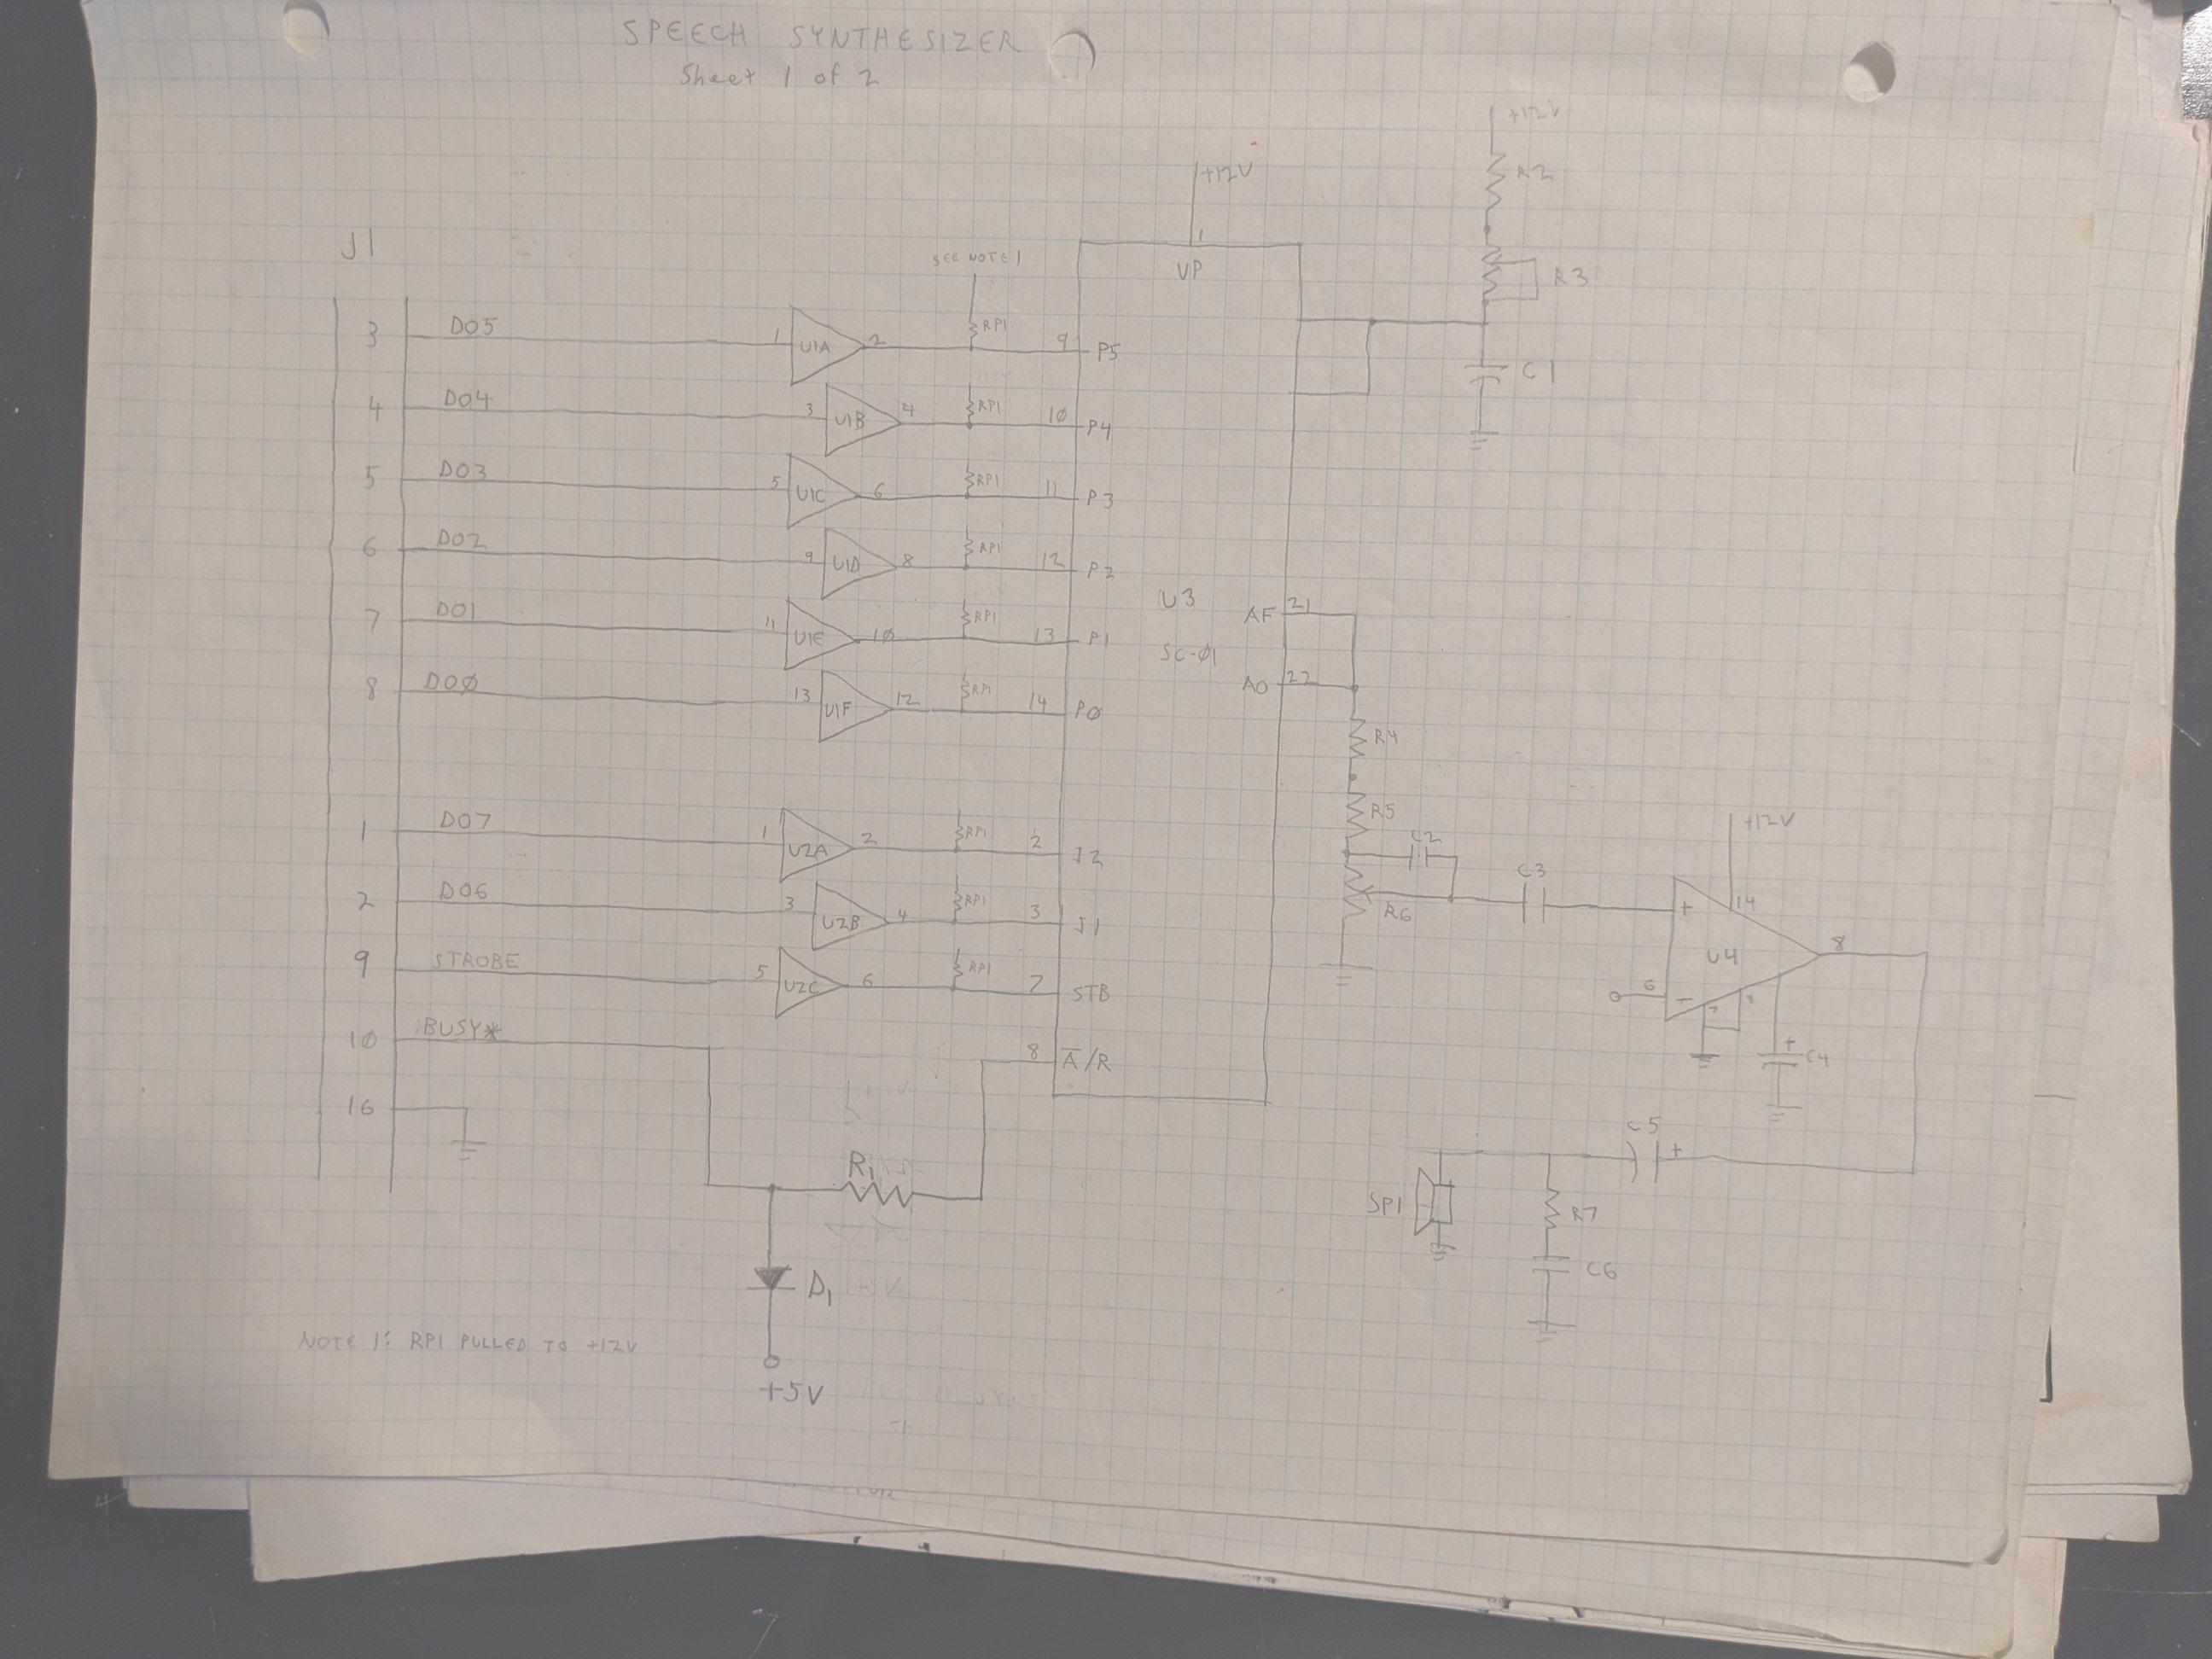 SPEECH SYNTHESIZER
Sheet 1 of 2
+12V
R2
+12V
J1
SEE NOTE 1
1
VP
R3
3 DO5 1 U1A 2 RP1 9 P5
C1
4 DO4 3 U1B 4 RP1 10 P4
5 DO3 5 U1C 6 RP1 11 P3
6 DO2 9 U1D 8 RP1 12 P2
7 DO1 11 U1E 10 RP1 13 P1
U3 AF 21
SC-Ø1
8 DOØ 13 U1F 12 RP1 14 PØ
AO 22
R4
R5
1 DO7 1 U2A 2 RP1 2 I2
C2
+12V
2 DO6 3 U2B 4 RP1 3 I1
R6
C3
+ 14
U4 8
9 STROBE 5 U2C 6 RP1 7 STB
6 -
7
10 BUSY* 8 A̅/R
+ C4
16
R1
C5 +
SP1
R7
D1
C6
NOTE 1: RP1 PULLED TO +12V
+5V